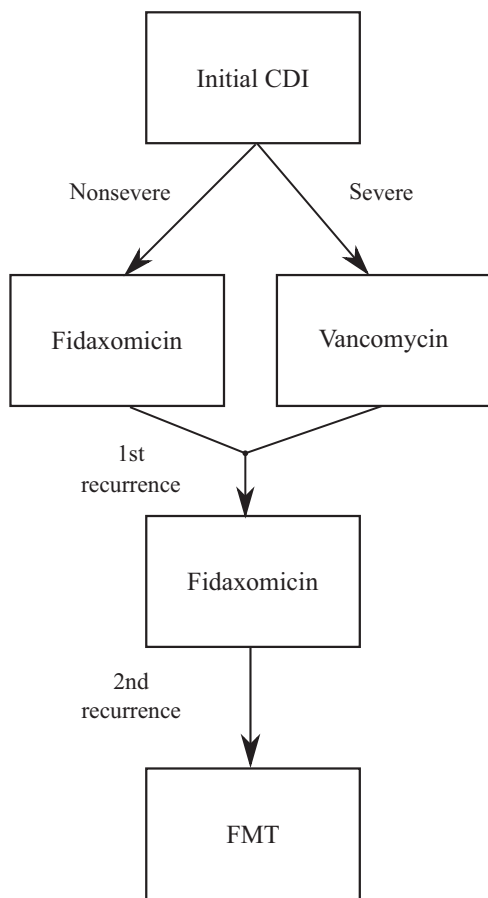 Initial CDI
Nonsevere
Severe
Fidaxomicin
Vancomycin
1st
recurrence
Fidaxomicin
2nd
recurrence
FMT